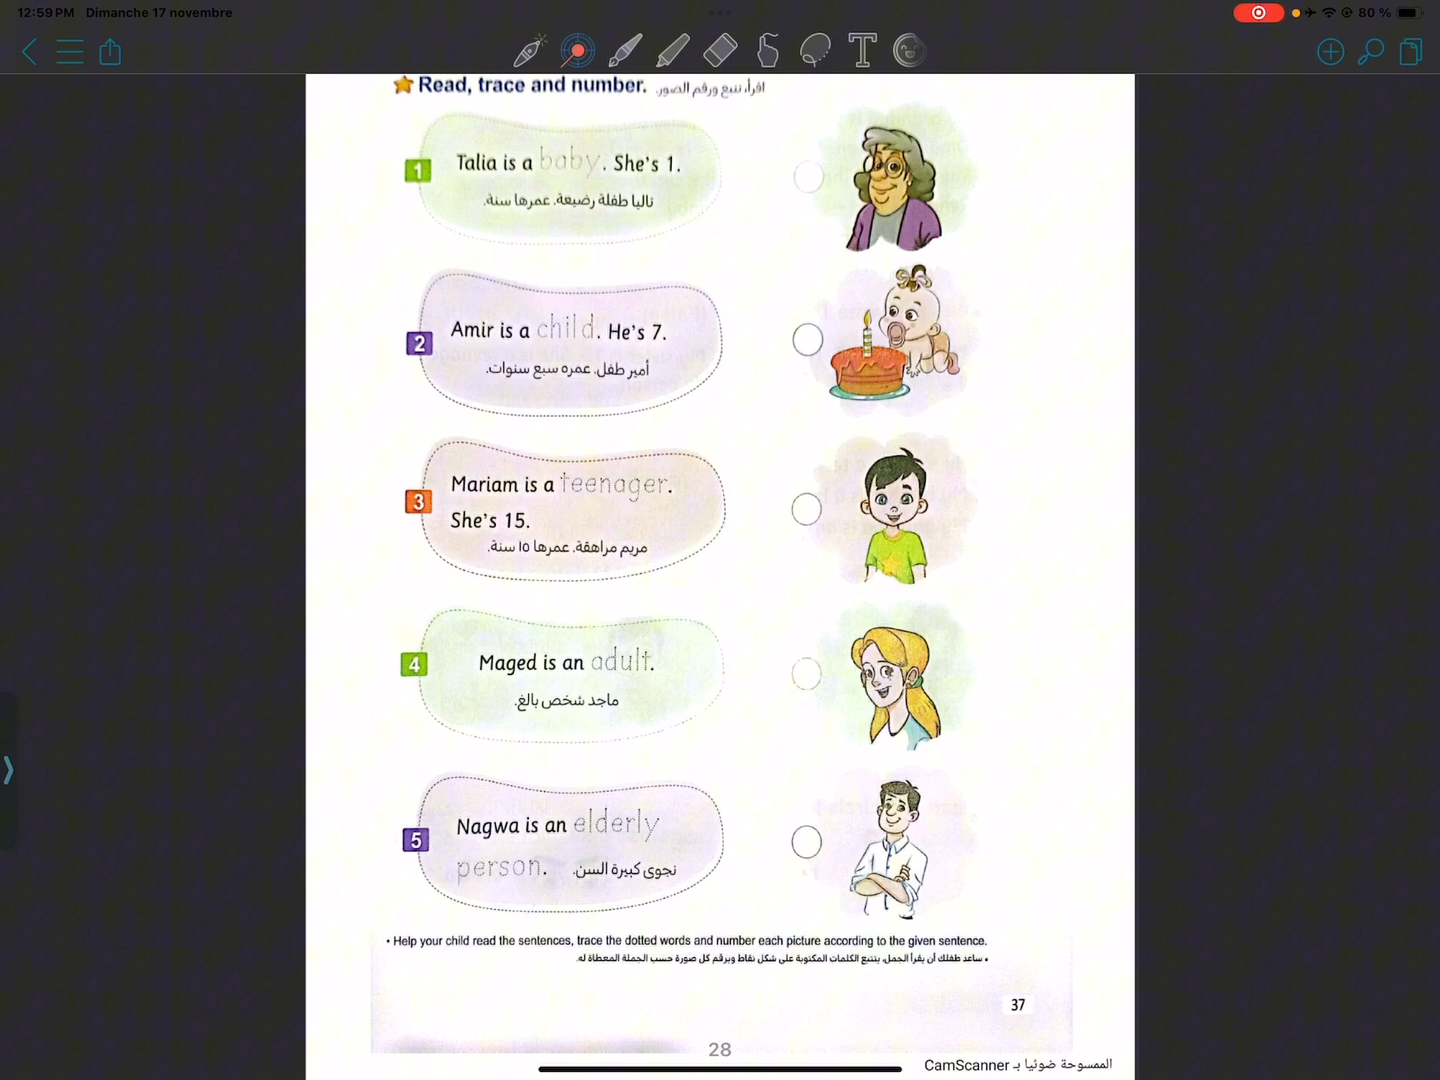 12:59 PM Dimanche 17 novembre
80 %
Read, trace and number. اقرأ، تتبع ورقم الصور.
1
Talia is a baby. She's 1.
تاليا طفلة رضيعة. عمرها سنة.
2
Amir is a child. He's 7.
أمير طفل. عمره سبع سنوات.
3
Mariam is a teenager.
She's 15.
مريم مراهقة. عمرها ١٥ سنة.
4
Maged is an adult.
ماجد شخص بالغ.
5
Nagwa is an elderly
person. نجوى كبيرة السن.
• Help your child read the sentences, trace the dotted words and number each picture according to the given sentence.
• ساعد طفلك أن يقرأ الجمل، يتتبع الكلمات المكتوبة على شكل نقاط ويرقم كل صورة حسب الجملة المعطاة له.
37
28
الممسوحة ضوئيا بـ CamScanner